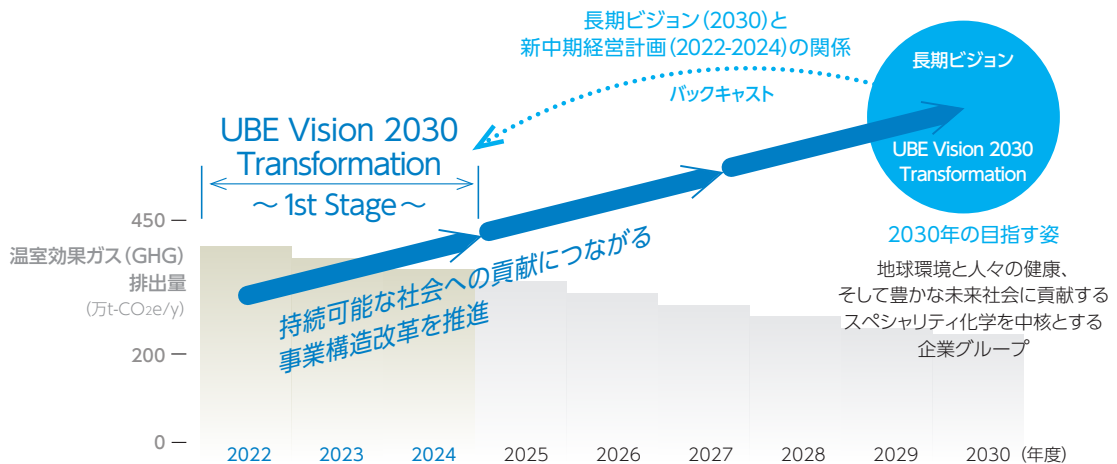 長期ビジョン(2030)と
新中期経営計画(2022-2024)の関係
バックキャスト
長期ビジョン
UBE Vision 2030
Transformation
UBE Vision 2030
Transformation
～ 1st Stage ～
持続可能な社会への貢献につながる
事業構造改革を推進
2030年の目指す姿
地球環境と人々の健康、
そして豊かな未来社会に貢献する
スペシャリティ化学を中核とする
企業グループ
温室効果ガス(GHG)
排出量
(万t-CO2e/y)
450
200
0
2022 2023 2024 2025 2026 2027 2028 2029 2030 (年度)